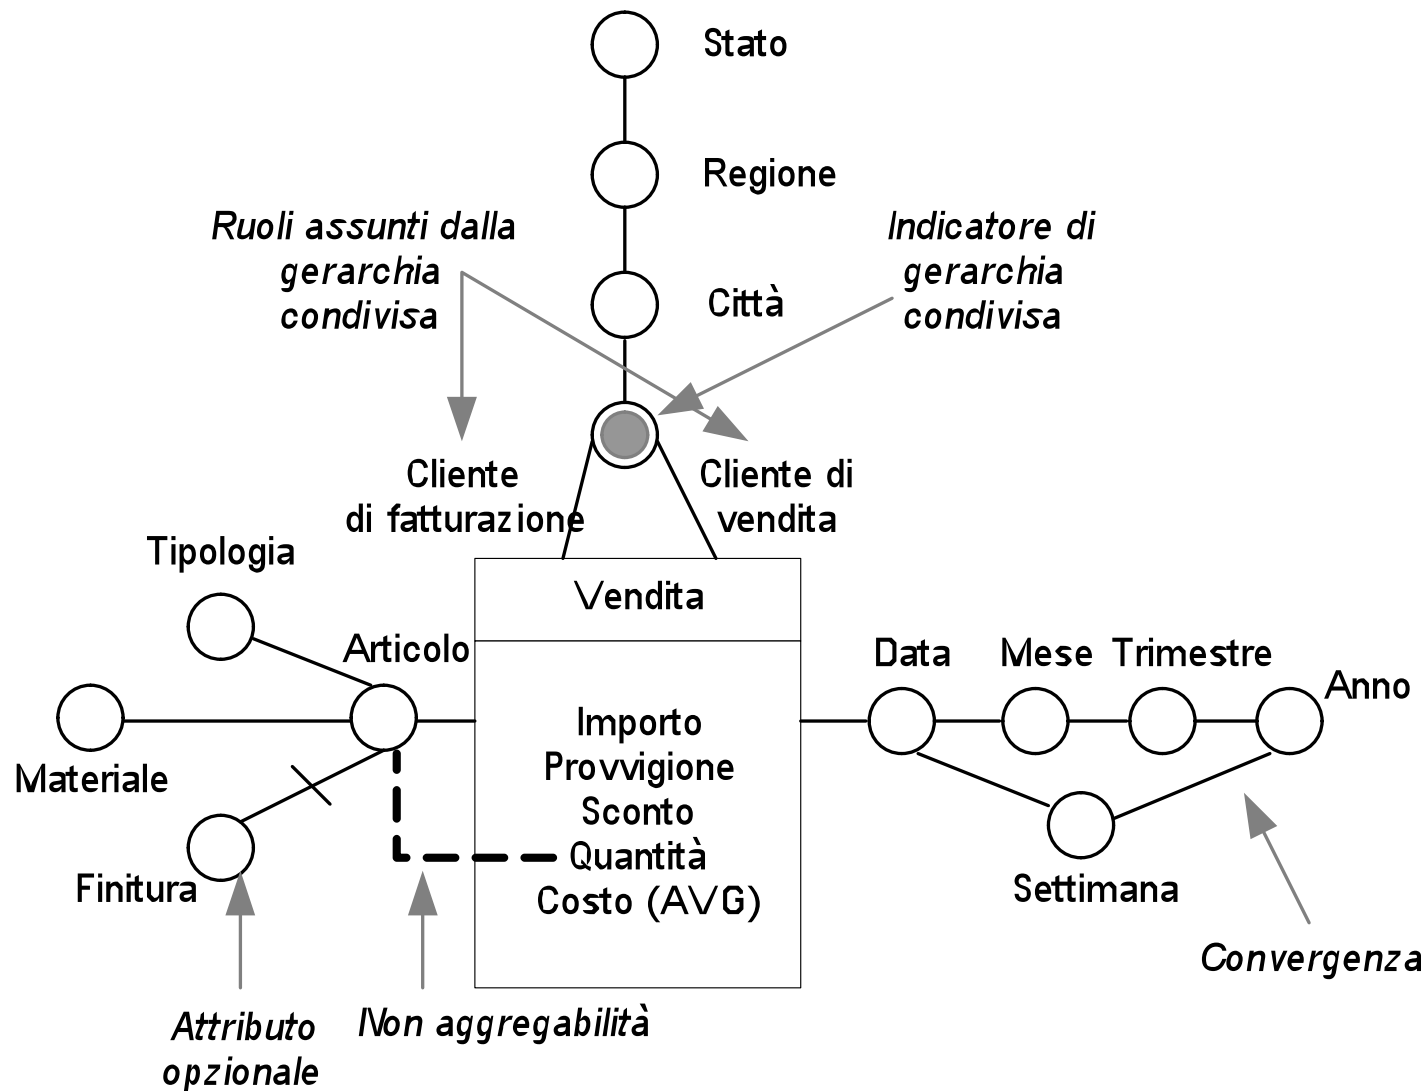 Stato
Regione
Ruoli assunti dalla
gerarchia
condivisa
Indicatore di
gerarchia
condivisa
Città
Cliente
di fatturazione
Cliente di
vendita
Tipologia
Vendita
Articolo
Data
Mese
Trimestre
Anno
Materiale
Importo
Provvigione
Sconto
Quantità
Costo (AVG)
Finitura
Settimana
Convergenza
Attributo
opzionale
Non aggregabilità